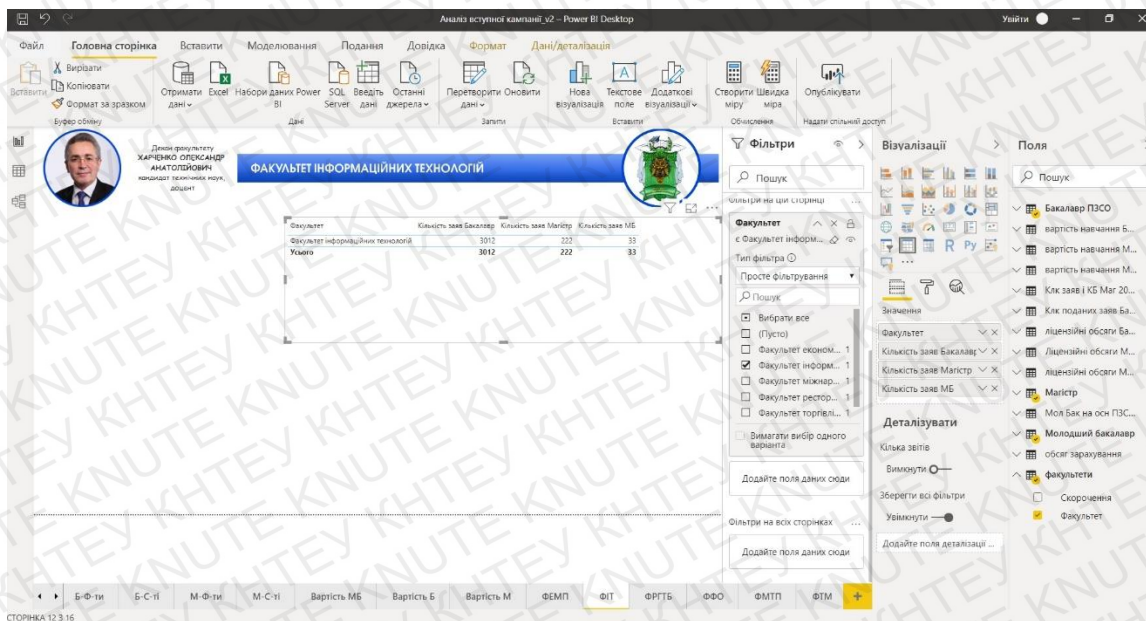 Аналіз вступної кампанії_v2 – Power BI Desktop
Увійти
Файл Головна сторінка Вставити Моделювання Подання Довідка Формат Дані/деталізація
Вставити
Вирізати
Копіювати
Формат за зразком
Буфер обміну
Отримати дані
Excel
Набори даних Power BI
SQL Server
Введіть дані
Останні джерела
Дані
Перетворити дані
Оновити
Запити
Нова візуалізація
Текстове поле
Додаткові візуалізації
Вставити
Створити міру
Швидка міра
Обчислення
Опублікувати
Надати спільний доступ
Декан факультету
ХАРЧЕНКО ОЛЕКСАНДР
АНАТОЛІЙОВИЧ
кандидат технічних наук,
доцент
ФАКУЛЬТЕТ ІНФОРМАЦІЙНИХ ТЕХНОЛОГІЙ
Факультет Кількість заяв Бакалавр Кількість заяв Магістр Кількість заяв МБ
Факультет інформаційних технологій 3012 222 33
Усього 3012 222 33
Фільтри
Пошук
Фільтри на цій сторінці ...
Факультет
є Факультет інформ...
Тип фільтра
Просте фільтрування
Пошук
Вибрати все
(Пусто)
Факультет економ... 1
Факультет інформ... 1
Факультет міжнар... 1
Факультет рестор... 1
Факультет торгівлі... 1
Вимагати вибір одного
варіанта
Додайте поля даних сюди
Фільтри на всіх сторінках ...
Додайте поля даних сюди
Візуалізації
R Py
...
Значення
Факультет
Кількість заяв Бакалавр
Кількість заяв Магістр
Кількість заяв МБ
Деталізувати
Кілька звітів
Вимкнути
Зберегти всі фільтри
Увімкнути
Додайте поля деталізації ...
Поля
Пошук
Бакалавр ПЗСО
вартість навчання Б...
вартість навчання М...
вартість навчання М...
Клк заяв і КБ Маг 20...
Клк поданих заяв Ба...
ліцензійні обсяги Ба...
Ліцензійні обсяги М...
ліцензійні обсяги М...
Магістр
Мол Бак на осн ПЗС...
Молодший бакалавр
обсяг зарахування
факультети
Скорочення
Факультет
Б-Ф-ти Б-С-ті М-Ф-ти М-С-ті Вартість МБ Вартість Б Вартість М ФЕМП ФІТ ФРГТБ ФФО ФМТП ФТМ +
СТОРІНКА 12 З 16